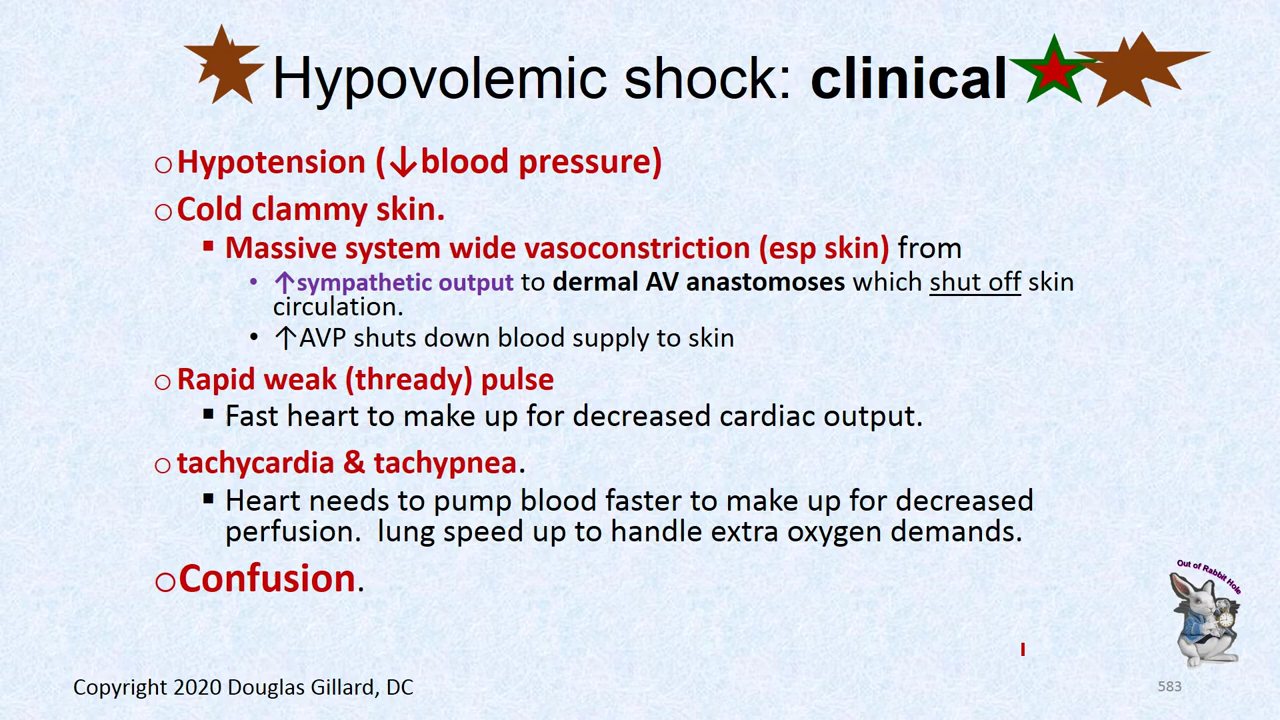 Hypovolemic shock: clinical
○Hypotension (↓blood pressure)
○Cold clammy skin.
▪ Massive system wide vasoconstriction (esp skin) from
• ↑sympathetic output to dermal AV anastomoses which shut off skin
circulation.
• ↑AVP shuts down blood supply to skin
○Rapid weak (thready) pulse
▪ Fast heart to make up for decreased cardiac output.
○tachycardia & tachypnea.
▪ Heart needs to pump blood faster to make up for decreased
perfusion.  lung speed up to handle extra oxygen demands.
○Confusion.
Out of Rabbit Hole
I
Copyright 2020 Douglas Gillard, DC
583